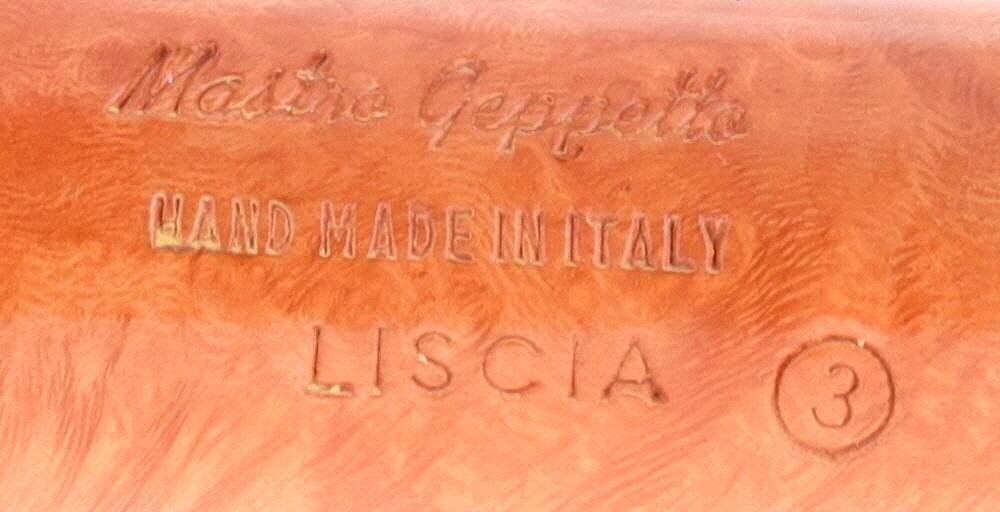 Mastro Geppetto
HAND MADE IN ITALY
LISCIA 3